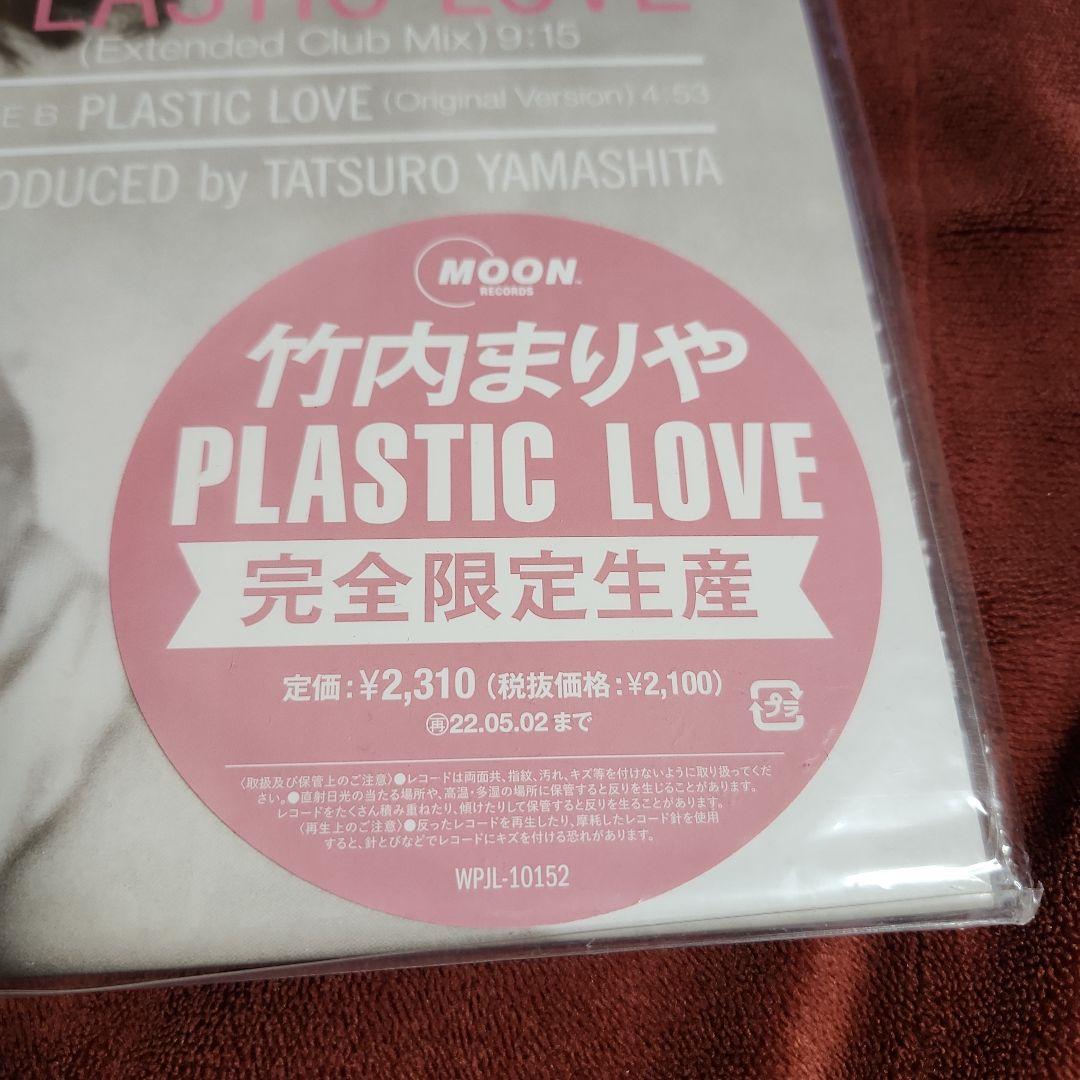 LASTIC LOVE
(Extended Club Mix) 9:15
E B PLASTIC LOVE (Original Version) 4:53
ODUCED by TATSURO YAMASHITA
MOON™
RECORDS
竹内まりや
PLASTIC LOVE
完全限定生産
定価:¥2,310(税抜価格:¥2,100)
再22.05.02まで
プラ
〈取扱及び保管上のご注意〉●レコードは両面共、指紋、汚れ、キズ等を付けないように取り扱ってくだ
さい。●直射日光の当たる場所や、高温・多湿の場所に保管すると反りを生じることがあります。
レコードをたくさん積み重ねたり、傾けたりして保管すると反りを生ることがあります。
〈再生上のご注意〉●反ったレコードを再生したり、摩耗したレコード針を使用
すると、針とびなどでレコードにキズを付ける恐れがあります。
WPJL-10152